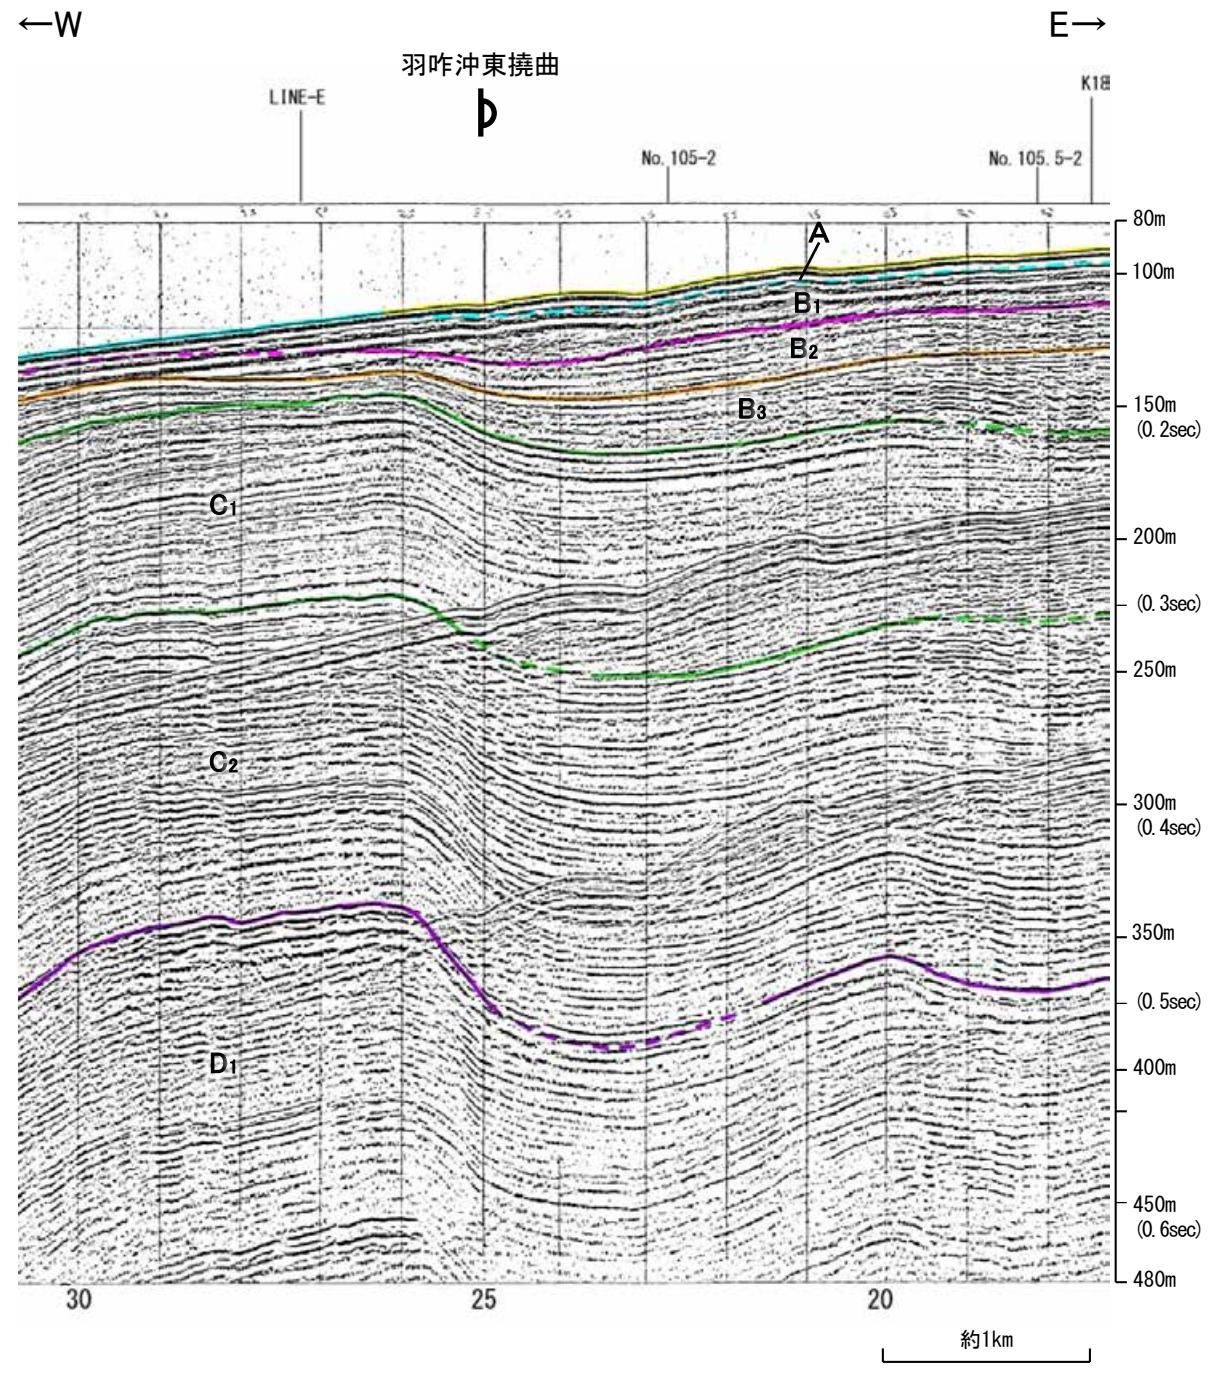 ←W
E→
羽咋沖東撓曲
K18
LINE-E
No. 105-2
No. 105. 5-2
80m
A
100m
B1
B2
150m
B3
(0. 2sec)
C1
200m
(0. 3sec)
250m
C2
300m
(0. 4sec)
350m
(0. 5sec)
D1
400m
450m
(0. 6sec)
480m
30
25
20
約1km